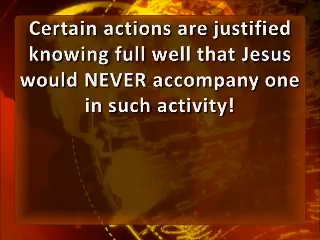 Certain actions are justified
knowing full well that Jesus
would NEVER accompany one
in such activity!